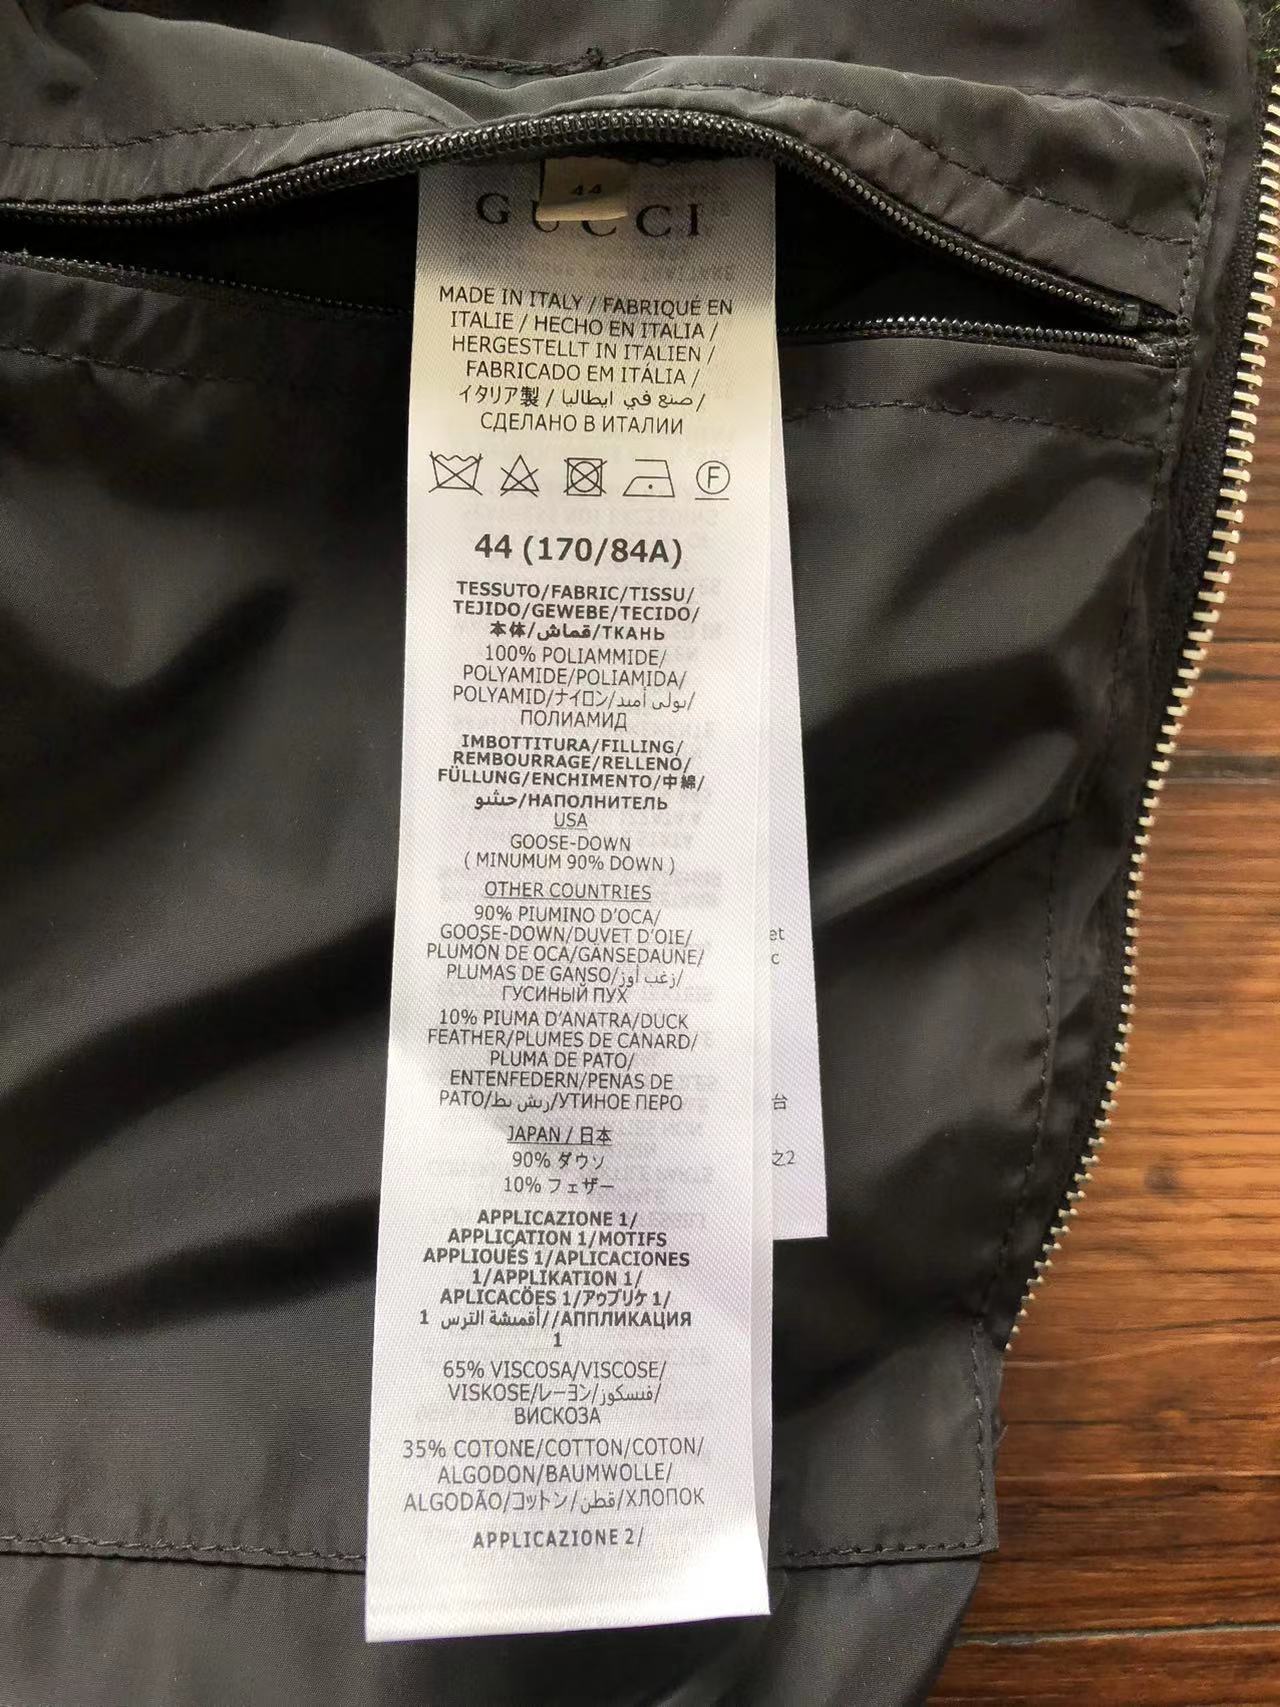 44
GUCCI
MADE IN ITALY / FABRIQUÉ EN
ITALIE / HECHO EN ITALIA /
HERGESTELLT IN ITALIEN /
FABRICADO EM ITÁLIA /
イタリア製 / صنع في ايطاليا /
СДЕЛАНО В ИТАЛИИ
F
44 (170/84A)
TESSUTO/FABRIC/TISSU/
TEJIDO/GEWEBE/TECIDO/
本体/قماش/ТКАНЬ
100% POLIAMMIDE/
POLYAMIDE/POLIAMIDA/
POLYAMID/ナイロン/بولي أميد/
ПОЛИАМИД
IMBOTTITURA/FILLING/
REMBOURRAGE/RELLENO/
FÜLLUNG/ENCHIMENTO/中綿/
حشو/НАПОЛНИТЕЛЬ
USA
GOOSE-DOWN
( MINUMUM 90% DOWN )
OTHER COUNTRIES
90% PIUMINO D'OCA/
GOOSE-DOWN/DUVET D'OIE/
PLUMÓN DE OCA/GÄNSEDAUNE/
PLUMAS DE GANSO/زغب أوز/
ГУСИНЫЙ ПУХ
10% PIUMA D'ANATRA/DUCK
FEATHER/PLUMES DE CANARD/
PLUMA DE PATO/
ENTENFEDERN/PENAS DE
PATO/ريش بط/УТИНОЕ ПЕРО
JAPAN / 日本
90% ダウン
10% フェザー
APPLICAZIONE 1/
APPLICATION 1/MOTIFS
APPLIQUÉS 1/APLICACIONES
1/APPLIKATION 1/
APLICACÖES 1/アップリケ 1/
أقمشة الترس 1//АППЛИКАЦИЯ
1
65% VISCOSA/VISCOSE/
VISKOSE/レーヨン/فسكوز/
ВИСКОЗА
35% COTONE/COTTON/COTON/
ALGODON/BAUMWOLLE/
ALGODÃO/コットン/قطن/ХЛОПОК
APPLICAZIONE 2/
et
c
台
之2